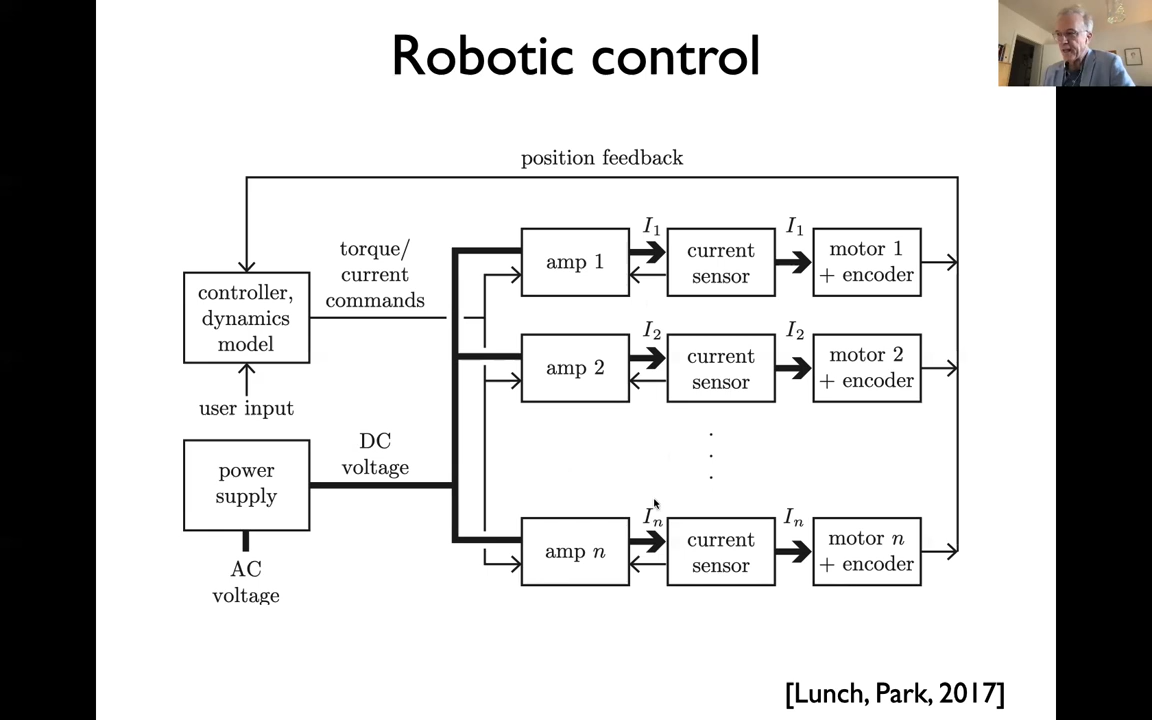 Robotic control
position feedback
torque/
current
commands
controller,
dynamics
model
user input
power
supply
DC
voltage
AC
voltage
amp 1
I₁
current
sensor
I₁
motor 1
+ encoder
amp 2
I₂
current
sensor
I₂
motor 2
+ encoder
amp n
Iₙ
current
sensor
Iₙ
motor n
+ encoder
[Lunch, Park, 2017]